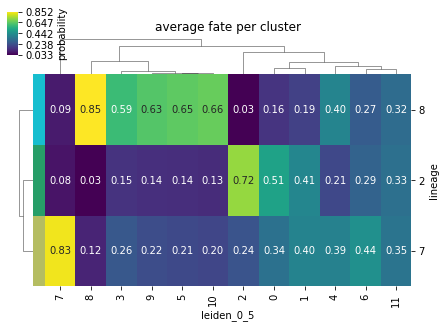 average fate per cluster
0.852
0.647
0.442
0.238
0.033
probability
0.09 0.85 0.59 0.63 0.65 0.66 0.03 0.16 0.19 0.40 0.27 0.32 8
0.08 0.03 0.15 0.14 0.14 0.13 0.72 0.51 0.41 0.21 0.29 0.33 2
0.83 0.12 0.26 0.22 0.21 0.20 0.24 0.34 0.40 0.39 0.44 0.35 7
lineage
7 8 3 9 5 10 2 0 1 4 6 11
leiden_0_5